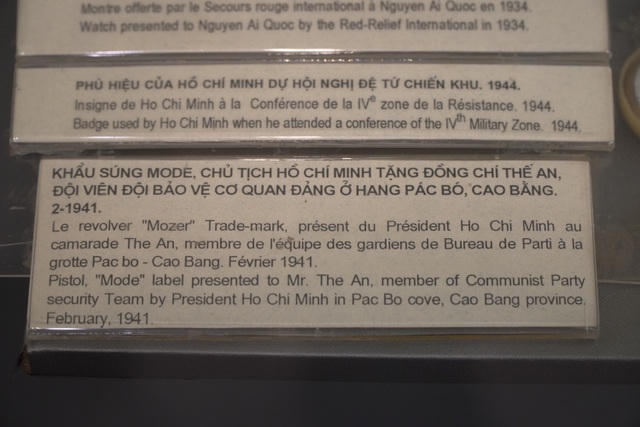 Montre offerte par le Secours rouge international à Nguyen Ai Quoc en 1934.
Watch presented to Nguyen Ai Quoc by the Red-Relief International in 1934.
PHÙ HIỆU CỦA HỒ CHÍ MINH DỰ HỘI NGHỊ ĐỆ TỨ CHIẾN KHU. 1944.
Insigne de Ho Chi Minh à la Conférence de la IVe zone de la Résistance. 1944.
Badge used by Ho Chi Minh when he attended a conference of the IVth Military Zone. 1944.
KHẨU SÚNG MODE, CHỦ TỊCH HỒ CHÍ MINH TẶNG ĐỒNG CHÍ THẾ AN,
ĐỘI VIÊN ĐỘI BẢO VỆ CƠ QUAN ĐẢNG Ở HANG PÁC BÓ, CAO BẰNG.
2-1941.
Le revolver "Mozer" Trade-mark, présent du Président Ho Chi Minh au
camarade The An, membre de l'équipe des gardiens de Bureau de Parti à la
grotte Pac bo - Cao Bang. Février 1941.
Pistol, "Mode" label presented to Mr. The An, member of Communist Party
security Team by President Ho Chi Minh in Pac Bo cove, Cao Bang province.
February, 1941.